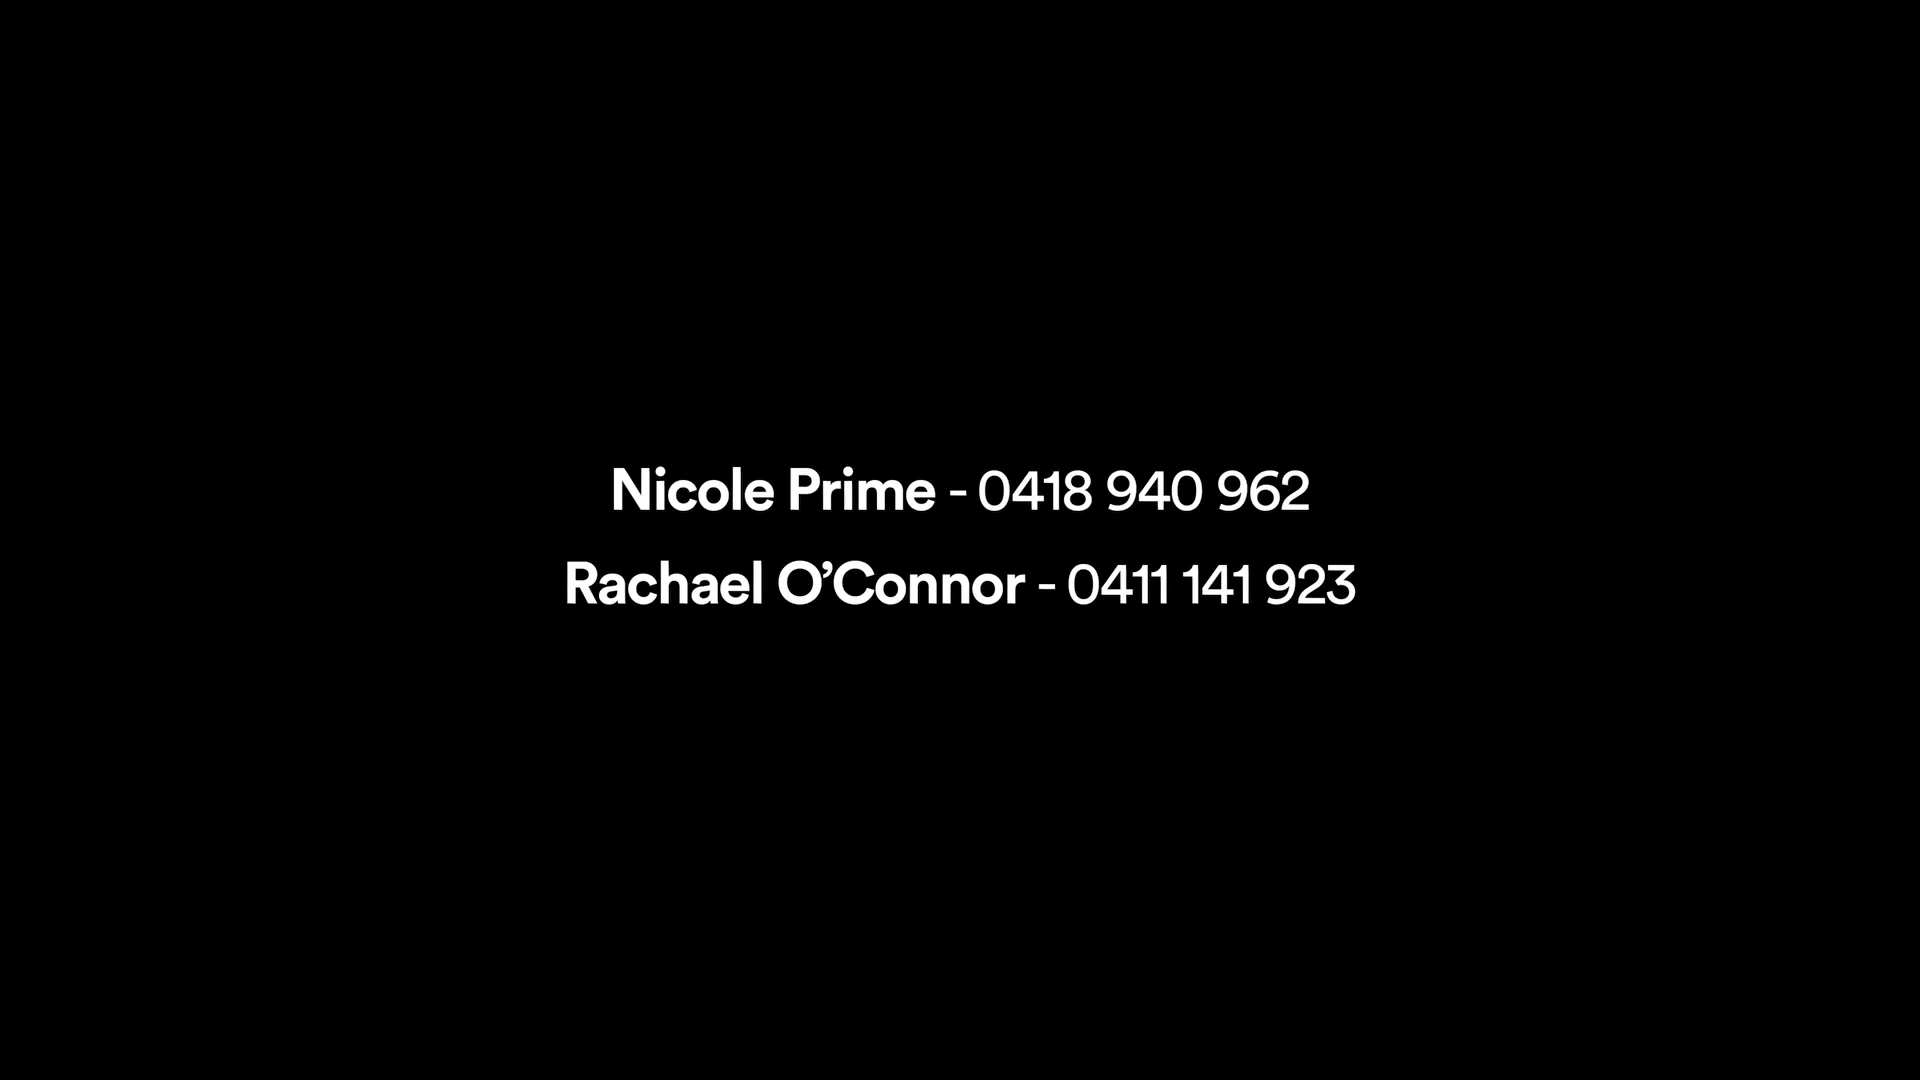 Nicole Prime - 0418 940 962
Rachael O’Connor - 0411 141 923